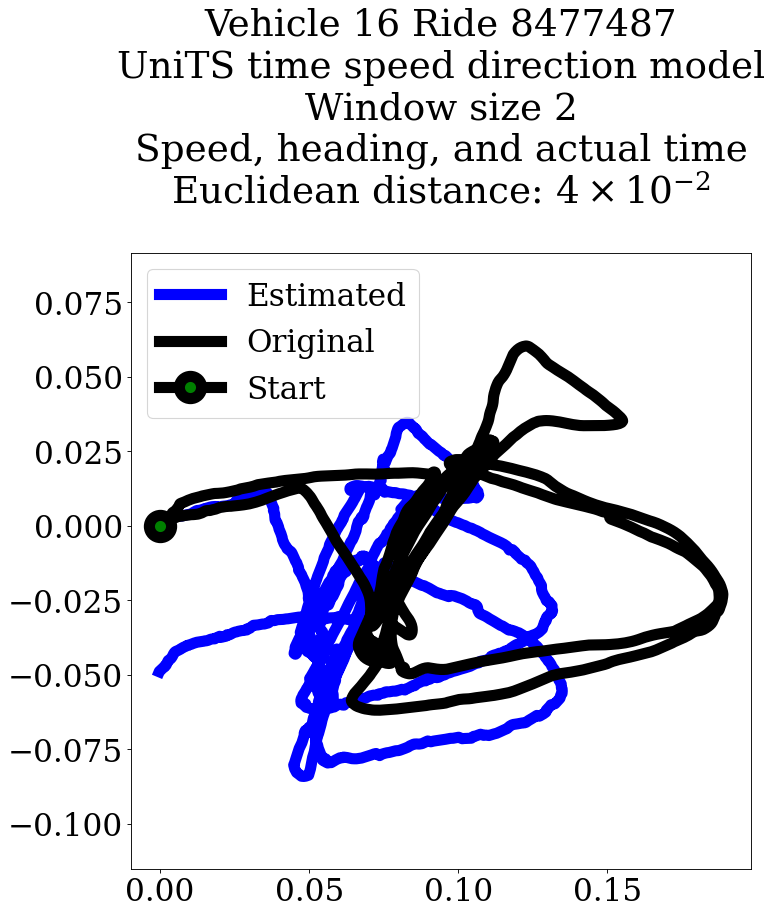 Vehicle 16 Ride 8477487
UniTS time speed direction model
Window size 2
Speed, heading, and actual time
Euclidean distance: 4 × 10⁻²
Estimated
Original
Start
0.075
0.050
0.025
0.000
−0.025
−0.050
−0.075
−0.100
0.00 0.05 0.10 0.15